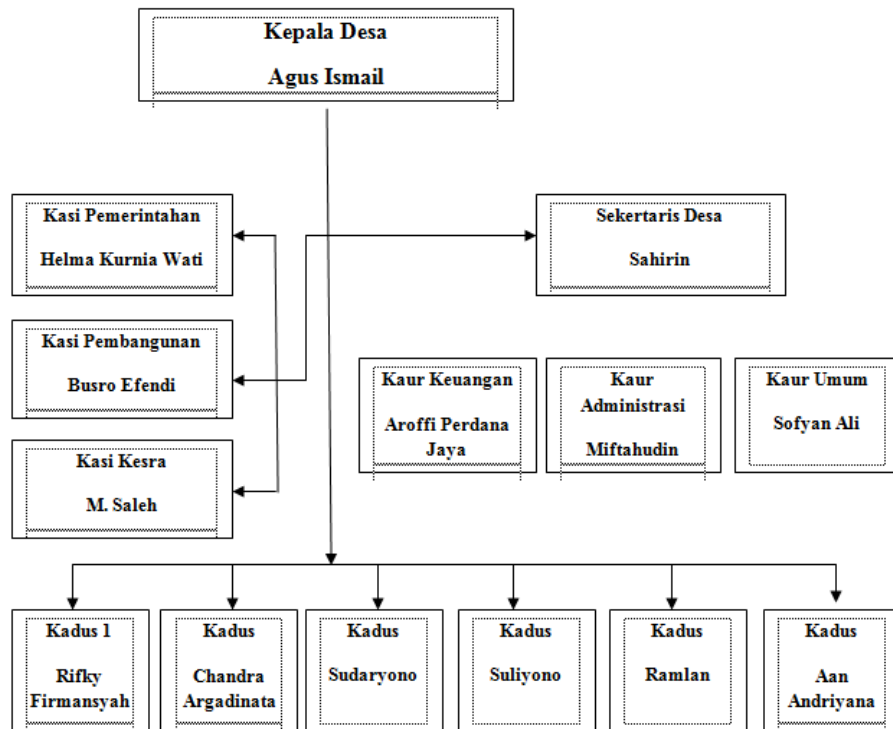 Kepala Desa
Agus Ismail
Kasi Pemerintahan
Helma Kurnia Wati
Sekertaris Desa
Sahirin
Kasi Pembangunan
Busro Efendi
Kaur Keuangan
Aroffi Perdana
Jaya
Kaur
Administrasi
Miftahudin
Kaur Umum
Sofyan Ali
Kasi Kesra
M. Saleh
Kadus 1
Rifky
Firmansyah
Kadus
Chandra
Argadinata
Kadus
Sudaryono
Kadus
Suliyono
Kadus
Ramlan
Kadus
Aan
Andriyana